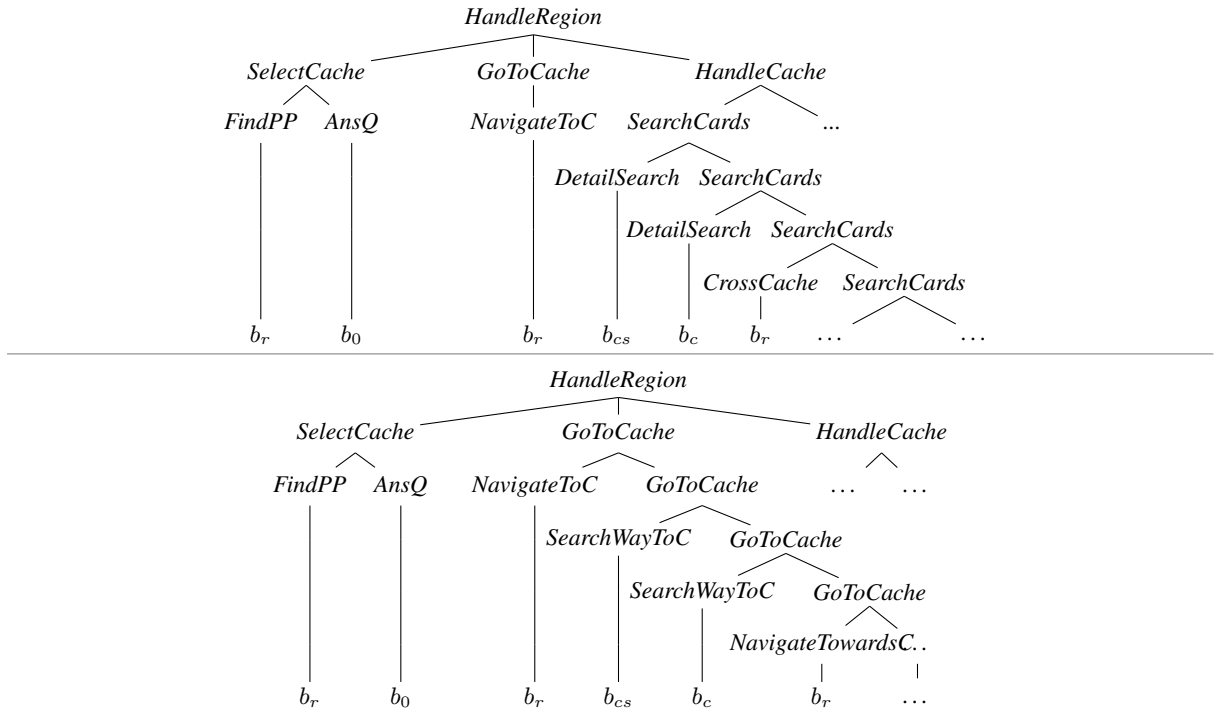 HandleRegion
SelectCache GoToCache HandleCache
FindPP AnsQ NavigateToC SearchCards ...
DetailSearch SearchCards
DetailSearch SearchCards
CrossCache SearchCards
b_r b_0 b_r b_cs b_c b_r ... ...
HandleRegion
SelectCache GoToCache HandleCache
FindPP AnsQ NavigateToC GoToCache ... ...
SearchWayToC GoToCache
SearchWayToC GoToCache
NavigateTowardsC...
b_r b_0 b_r b_cs b_c b_r ...